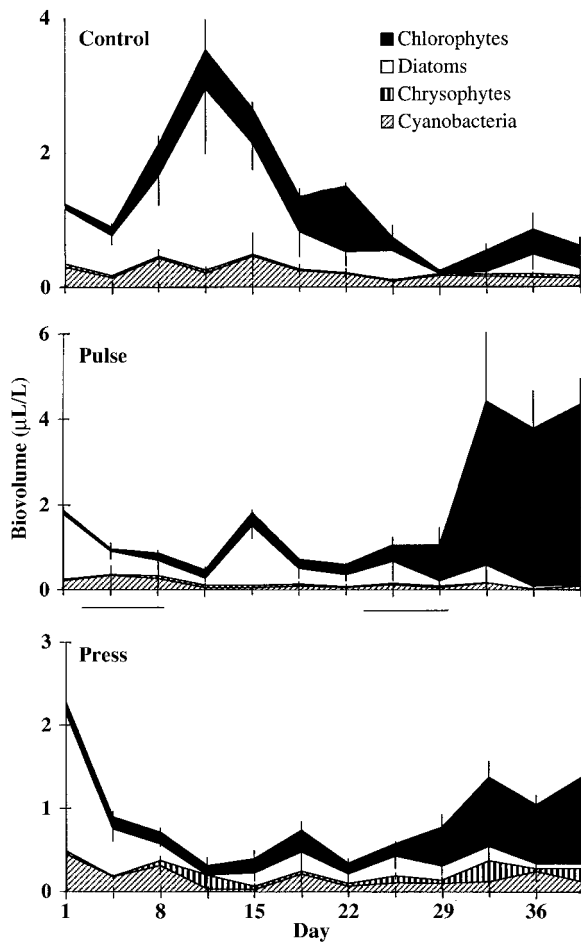 Control
Chlorophytes
Diatoms
Chrysophytes
Cyanobacteria
4
2
0
Pulse
6
4
2
0
Biovolume (µL/L)
Press
3
2
1
0
1 8 15 22 29 36
Day